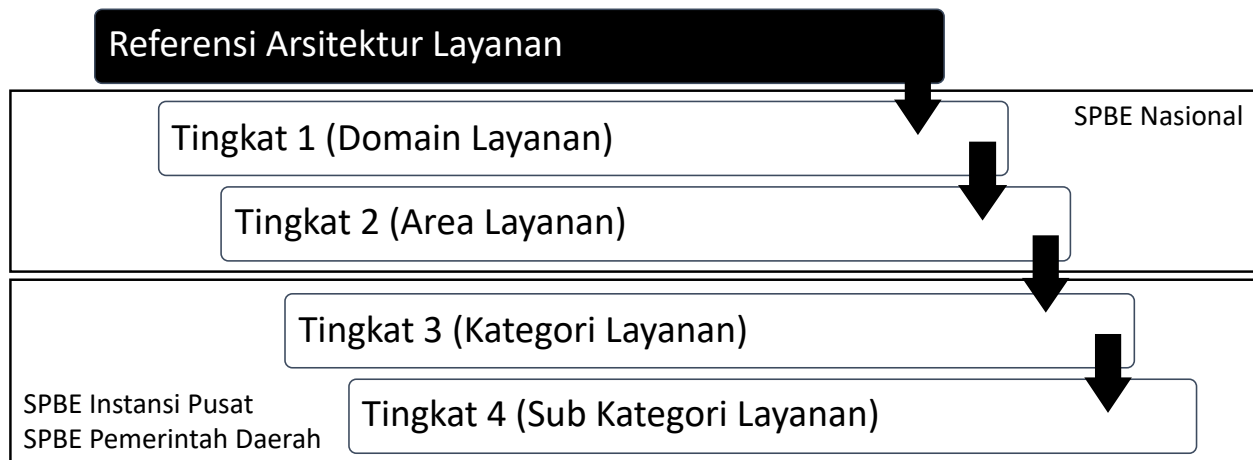 Referensi Arsitektur Layanan
SPBE Nasional
Tingkat 1 (Domain Layanan)
Tingkat 2 (Area Layanan)
Tingkat 3 (Kategori Layanan)
Tingkat 4 (Sub Kategori Layanan)
SPBE Instansi Pusat
SPBE Pemerintah Daerah